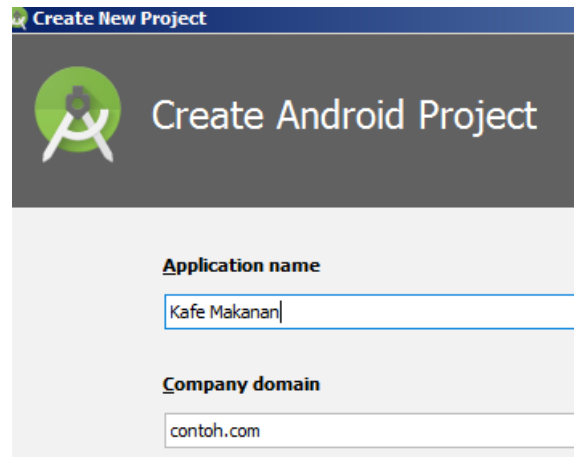 Create New Project
Create Android Project
Application name
Kafe Makanan
Company domain
contoh.com